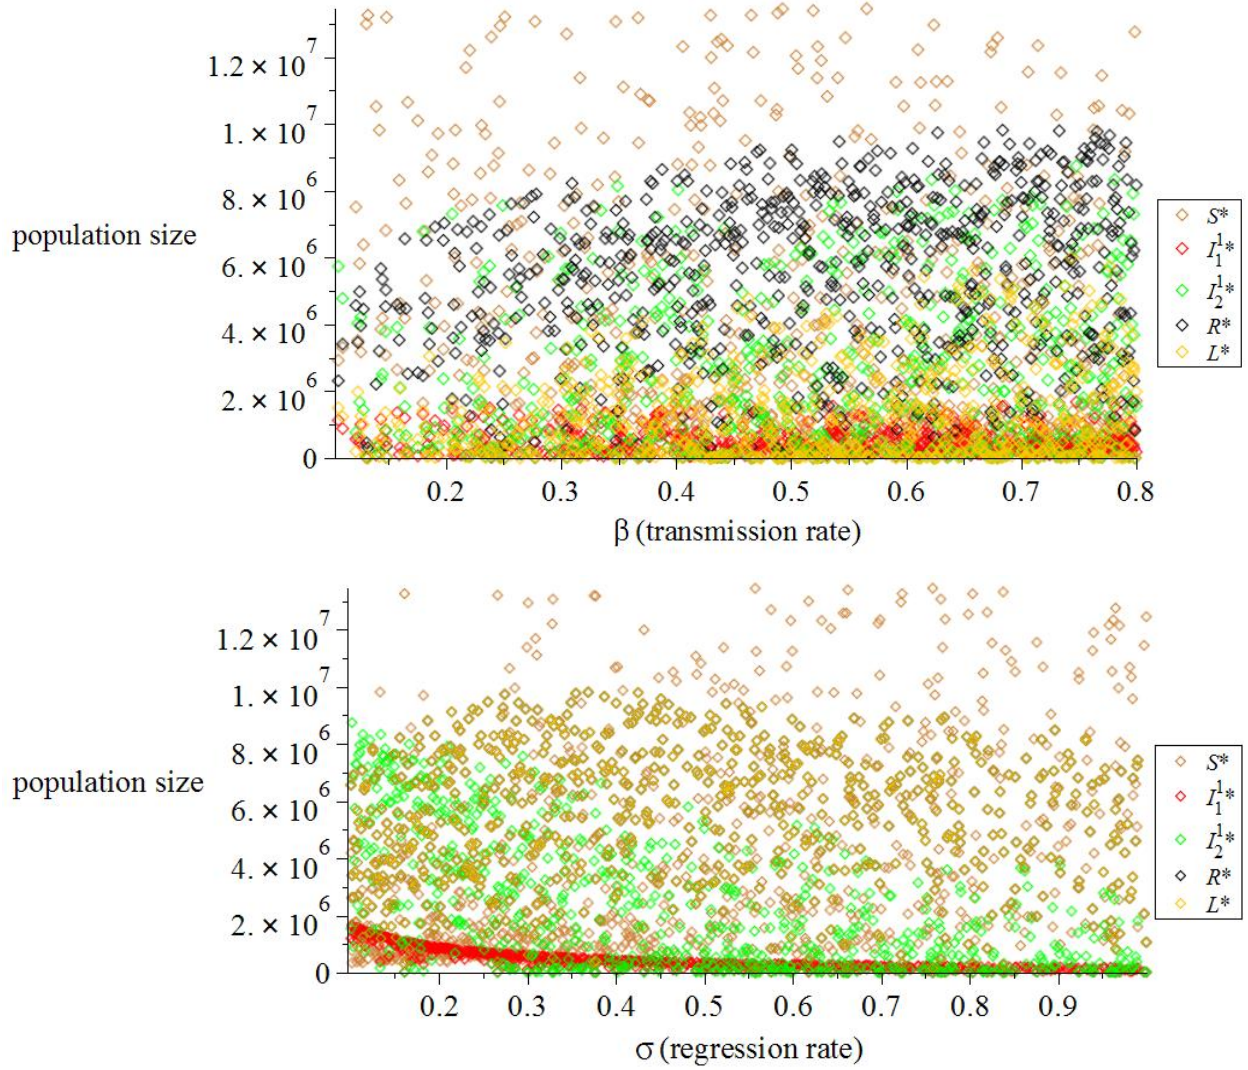 1.2 × 10^7
1. × 10^7
8. × 10^6
population size
6. × 10^6
4. × 10^6
2. × 10^6
0
0.2 0.3 0.4 0.5 0.6 0.7 0.8
β (transmission rate)
S*
I_1^1*
I_2^1*
R*
L*
1.2 × 10^7
1. × 10^7
8. × 10^6
population size
6. × 10^6
4. × 10^6
2. × 10^6
0
0.2 0.3 0.4 0.5 0.6 0.7 0.8 0.9
σ (regression rate)
S*
I_1^1*
I_2^1*
R*
L*